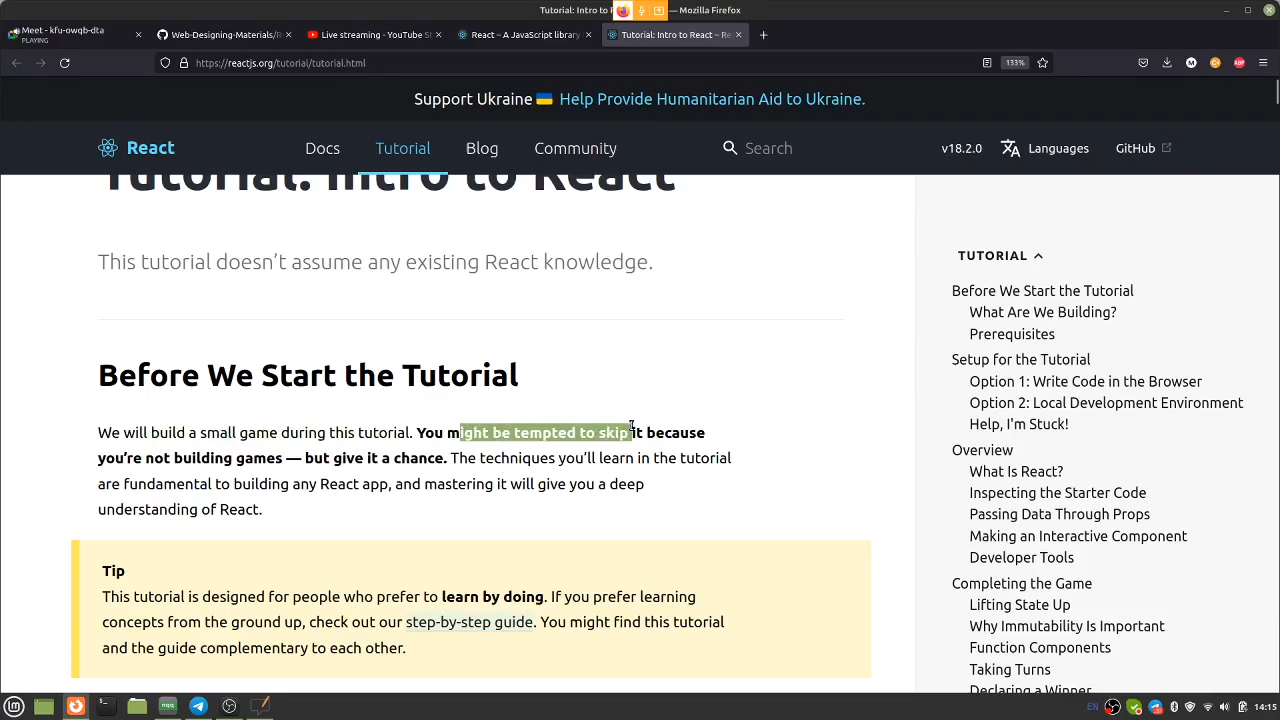 Tutorial: Intro to R — Mozilla Firefox
Meet - kfu-owqb-dta
PLAYING
Web-Designing-Materials/R
Live streaming - YouTube St
React – A JavaScript library
Tutorial: Intro to React – Re
https://reactjs.org/tutorial/tutorial.html
133%
Support Ukraine Help Provide Humanitarian Aid to Ukraine.
React
Docs
Tutorial
Blog
Community
Search
v18.2.0
Languages
GitHub
Tutorial: Intro to React
This tutorial doesn’t assume any existing React knowledge.
Before We Start the Tutorial
We will build a small game during this tutorial. You might be tempted to skip it because
you’re not building games — but give it a chance. The techniques you’ll learn in the tutorial
are fundamental to building any React app, and mastering it will give you a deep
understanding of React.
Tip
This tutorial is designed for people who prefer to learn by doing. If you prefer learning
concepts from the ground up, check out our step-by-step guide. You might find this tutorial
and the guide complementary to each other.
TUTORIAL
Before We Start the Tutorial
What Are We Building?
Prerequisites
Setup for the Tutorial
Option 1: Write Code in the Browser
Option 2: Local Development Environment
Help, I'm Stuck!
Overview
What Is React?
Inspecting the Starter Code
Passing Data Through Props
Making an Interactive Component
Developer Tools
Completing the Game
Lifting State Up
Why Immutability Is Important
Function Components
Taking Turns
Declaring a Winner
nqq
EN
14:15